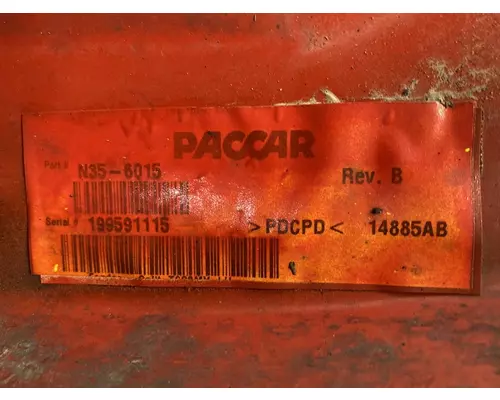 PACCAR
Part # N35-6015 Rev. B
Serial # 199591115 >PDCPD< 14885AB